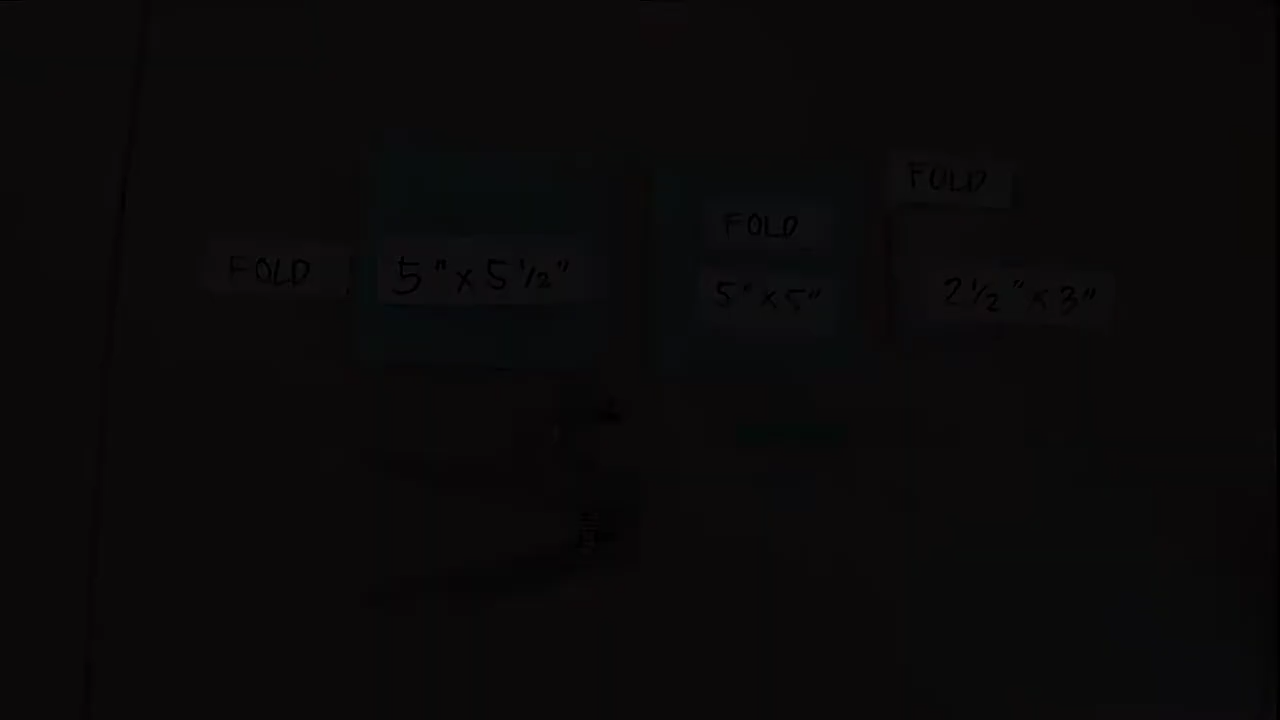 FOLD
5" x 5 1/2"
FOLD
5" x 5"
FOLD
2 1/2" x 3"